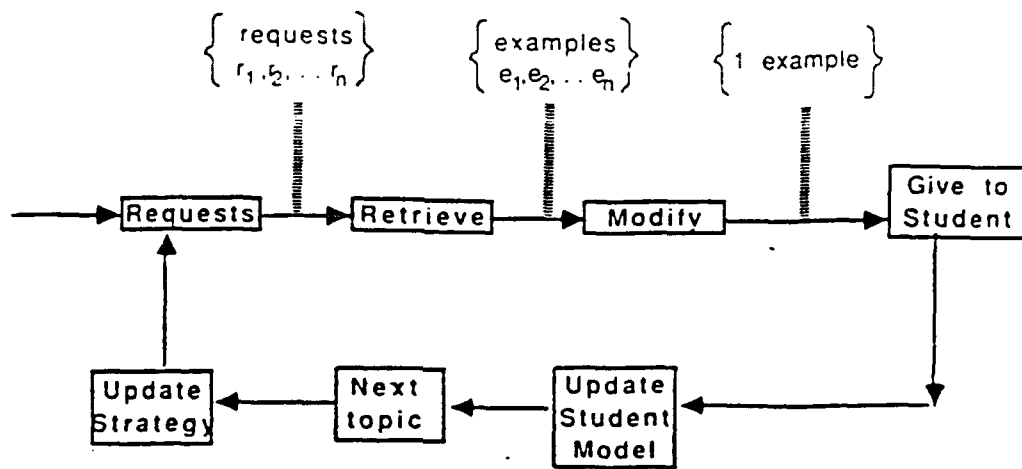 requests
r1,r2,... rn
examples
e1,e2,... en
1 example
Requests
Retrieve
Modify
Give to
Student
Update
Strategy
Next
topic
Update
Student
Model